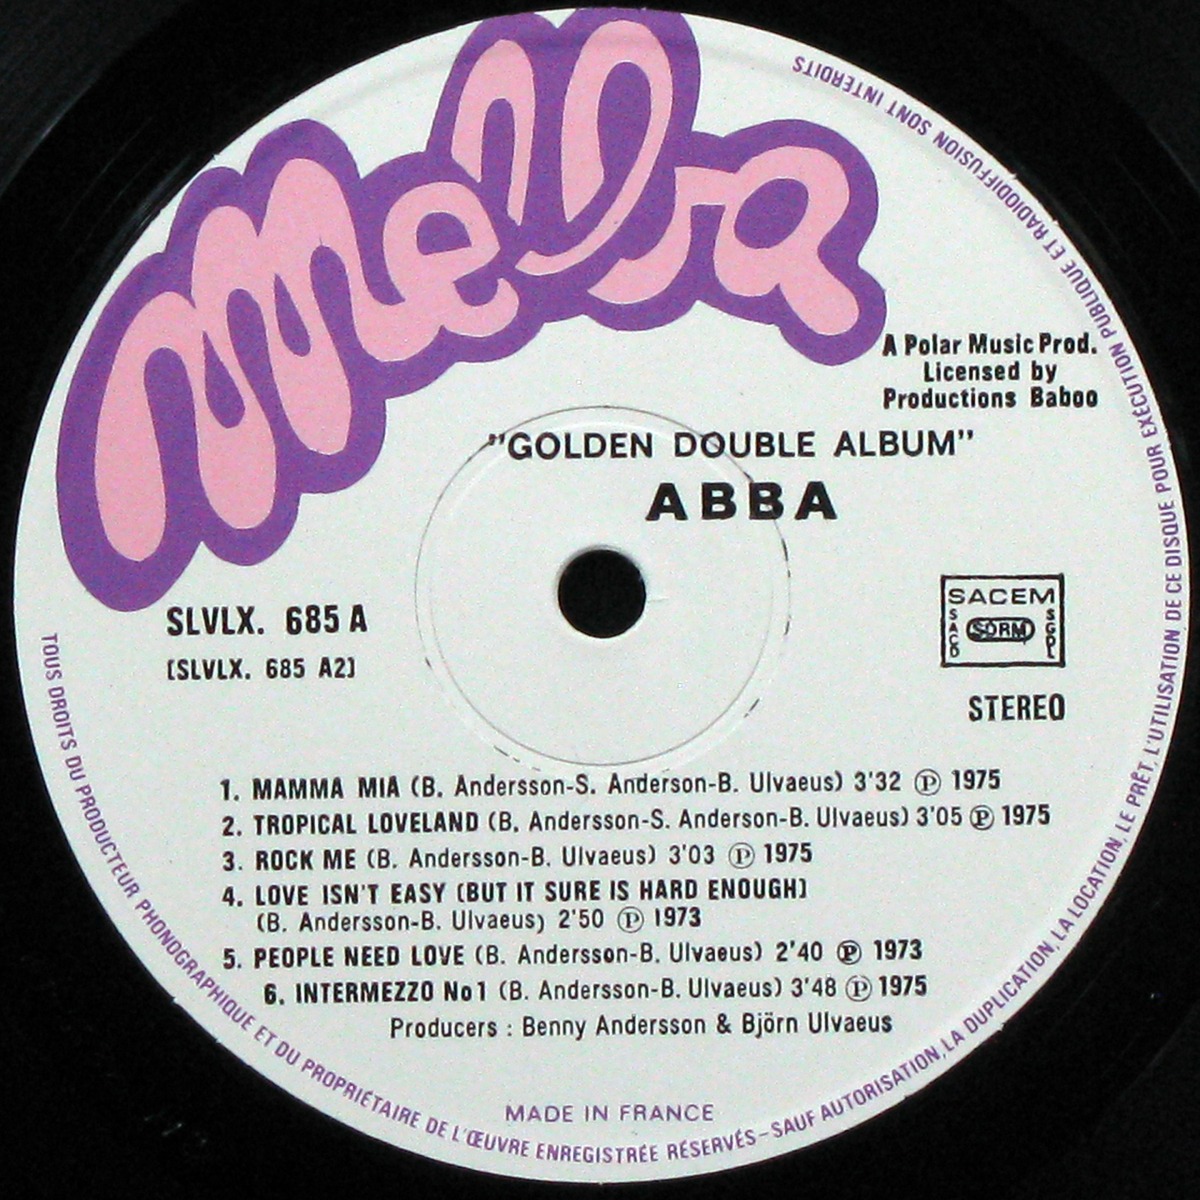 Melba
A Polar Music Prod.
Licensed by
Productions Baboo
"GOLDEN DOUBLE ALBUM"
ABBA
SLVLX. 685 A
(SLVLX. 685 A2)
SACEM
SACD
SDRM
SGDL
STEREO
1. MAMMA MIA (B. Andersson-S. Anderson-B. Ulvaeus) 3'32 Ⓟ 1975
2. TROPICAL LOVELAND (B. Andersson-S. Anderson-B. Ulvaeus) 3'05 Ⓟ 1975
3. ROCK ME (B. Andersson-B. Ulvaeus) 3'03 Ⓟ 1975
4. LOVE ISN'T EASY (BUT IT SURE IS HARD ENOUGH)
(B. Andersson-B. Ulvaeus) 2'50 Ⓟ 1973
5. PEOPLE NEED LOVE (B. Andersson-B. Ulvaeus) 2'40 Ⓟ 1973
6. INTERMEZZO No 1 (B. Andersson-B. Ulvaeus) 3'48 Ⓟ 1975
Producers : Benny Andersson & Björn Ulvaeus
MADE IN FRANCE
TOUS DROITS DU PRODUCTEUR PHONOGRAPHIQUE ET DU PROPRIÉTAIRE DE L'ŒUVRE ENREGISTRÉE RÉSERVÉS - SAUF AUTORISATION, LA DUPLICATION, LA LOCATION, LE PRÊT, L'UTILISATION DE CE DISQUE POUR EXÉCUTION PUBLIQUE ET RADIODIFFUSION SONT INTERDITS